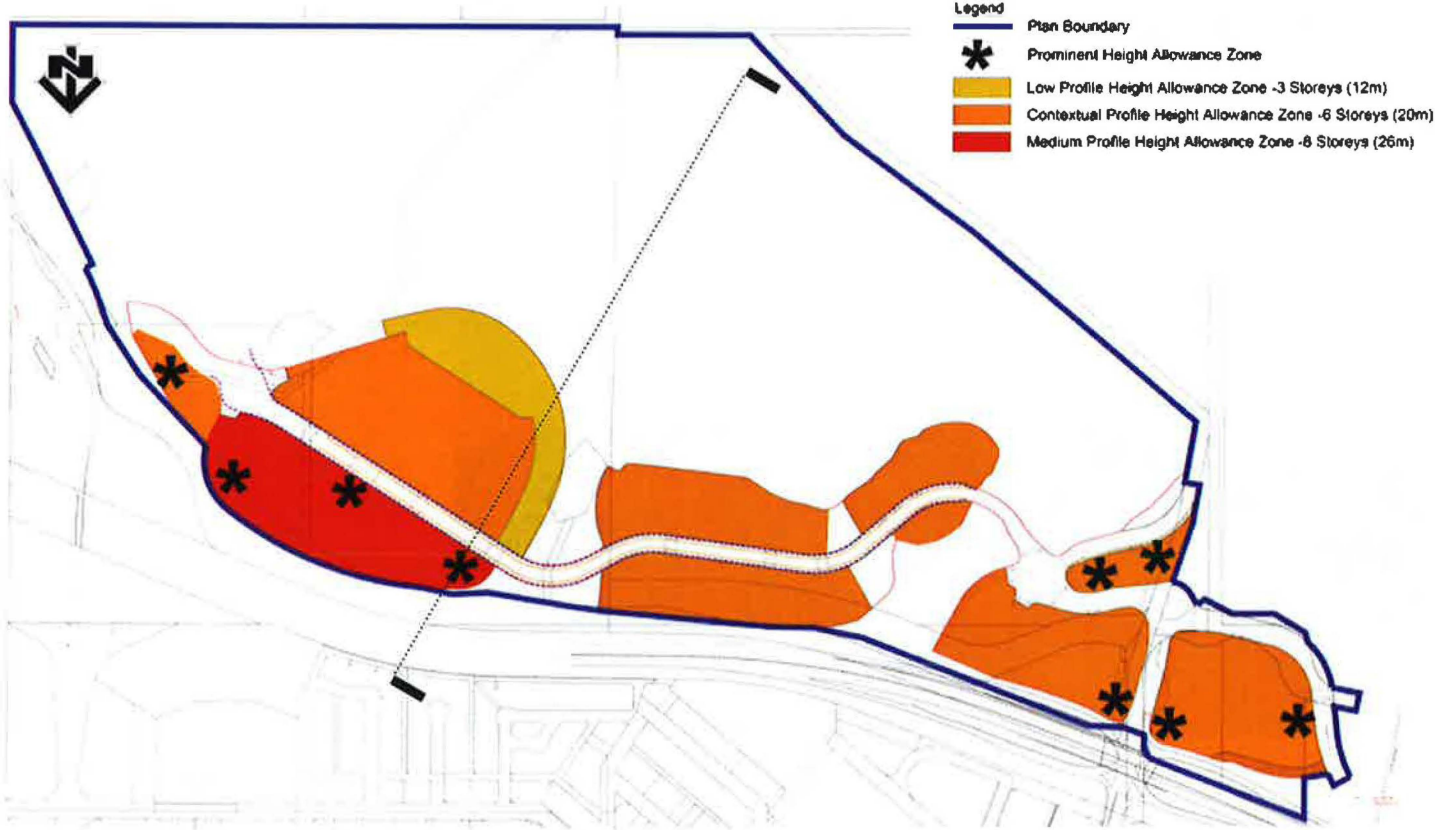 Legend
Plan Boundary
Prominent Height Allowance Zone
Low Profile Height Allowance Zone -3 Storeys (12m)
Contextual Profile Height Allowance Zone -6 Storeys (20m)
Medium Profile Height Allowance Zone -8 Storeys (26m)
N